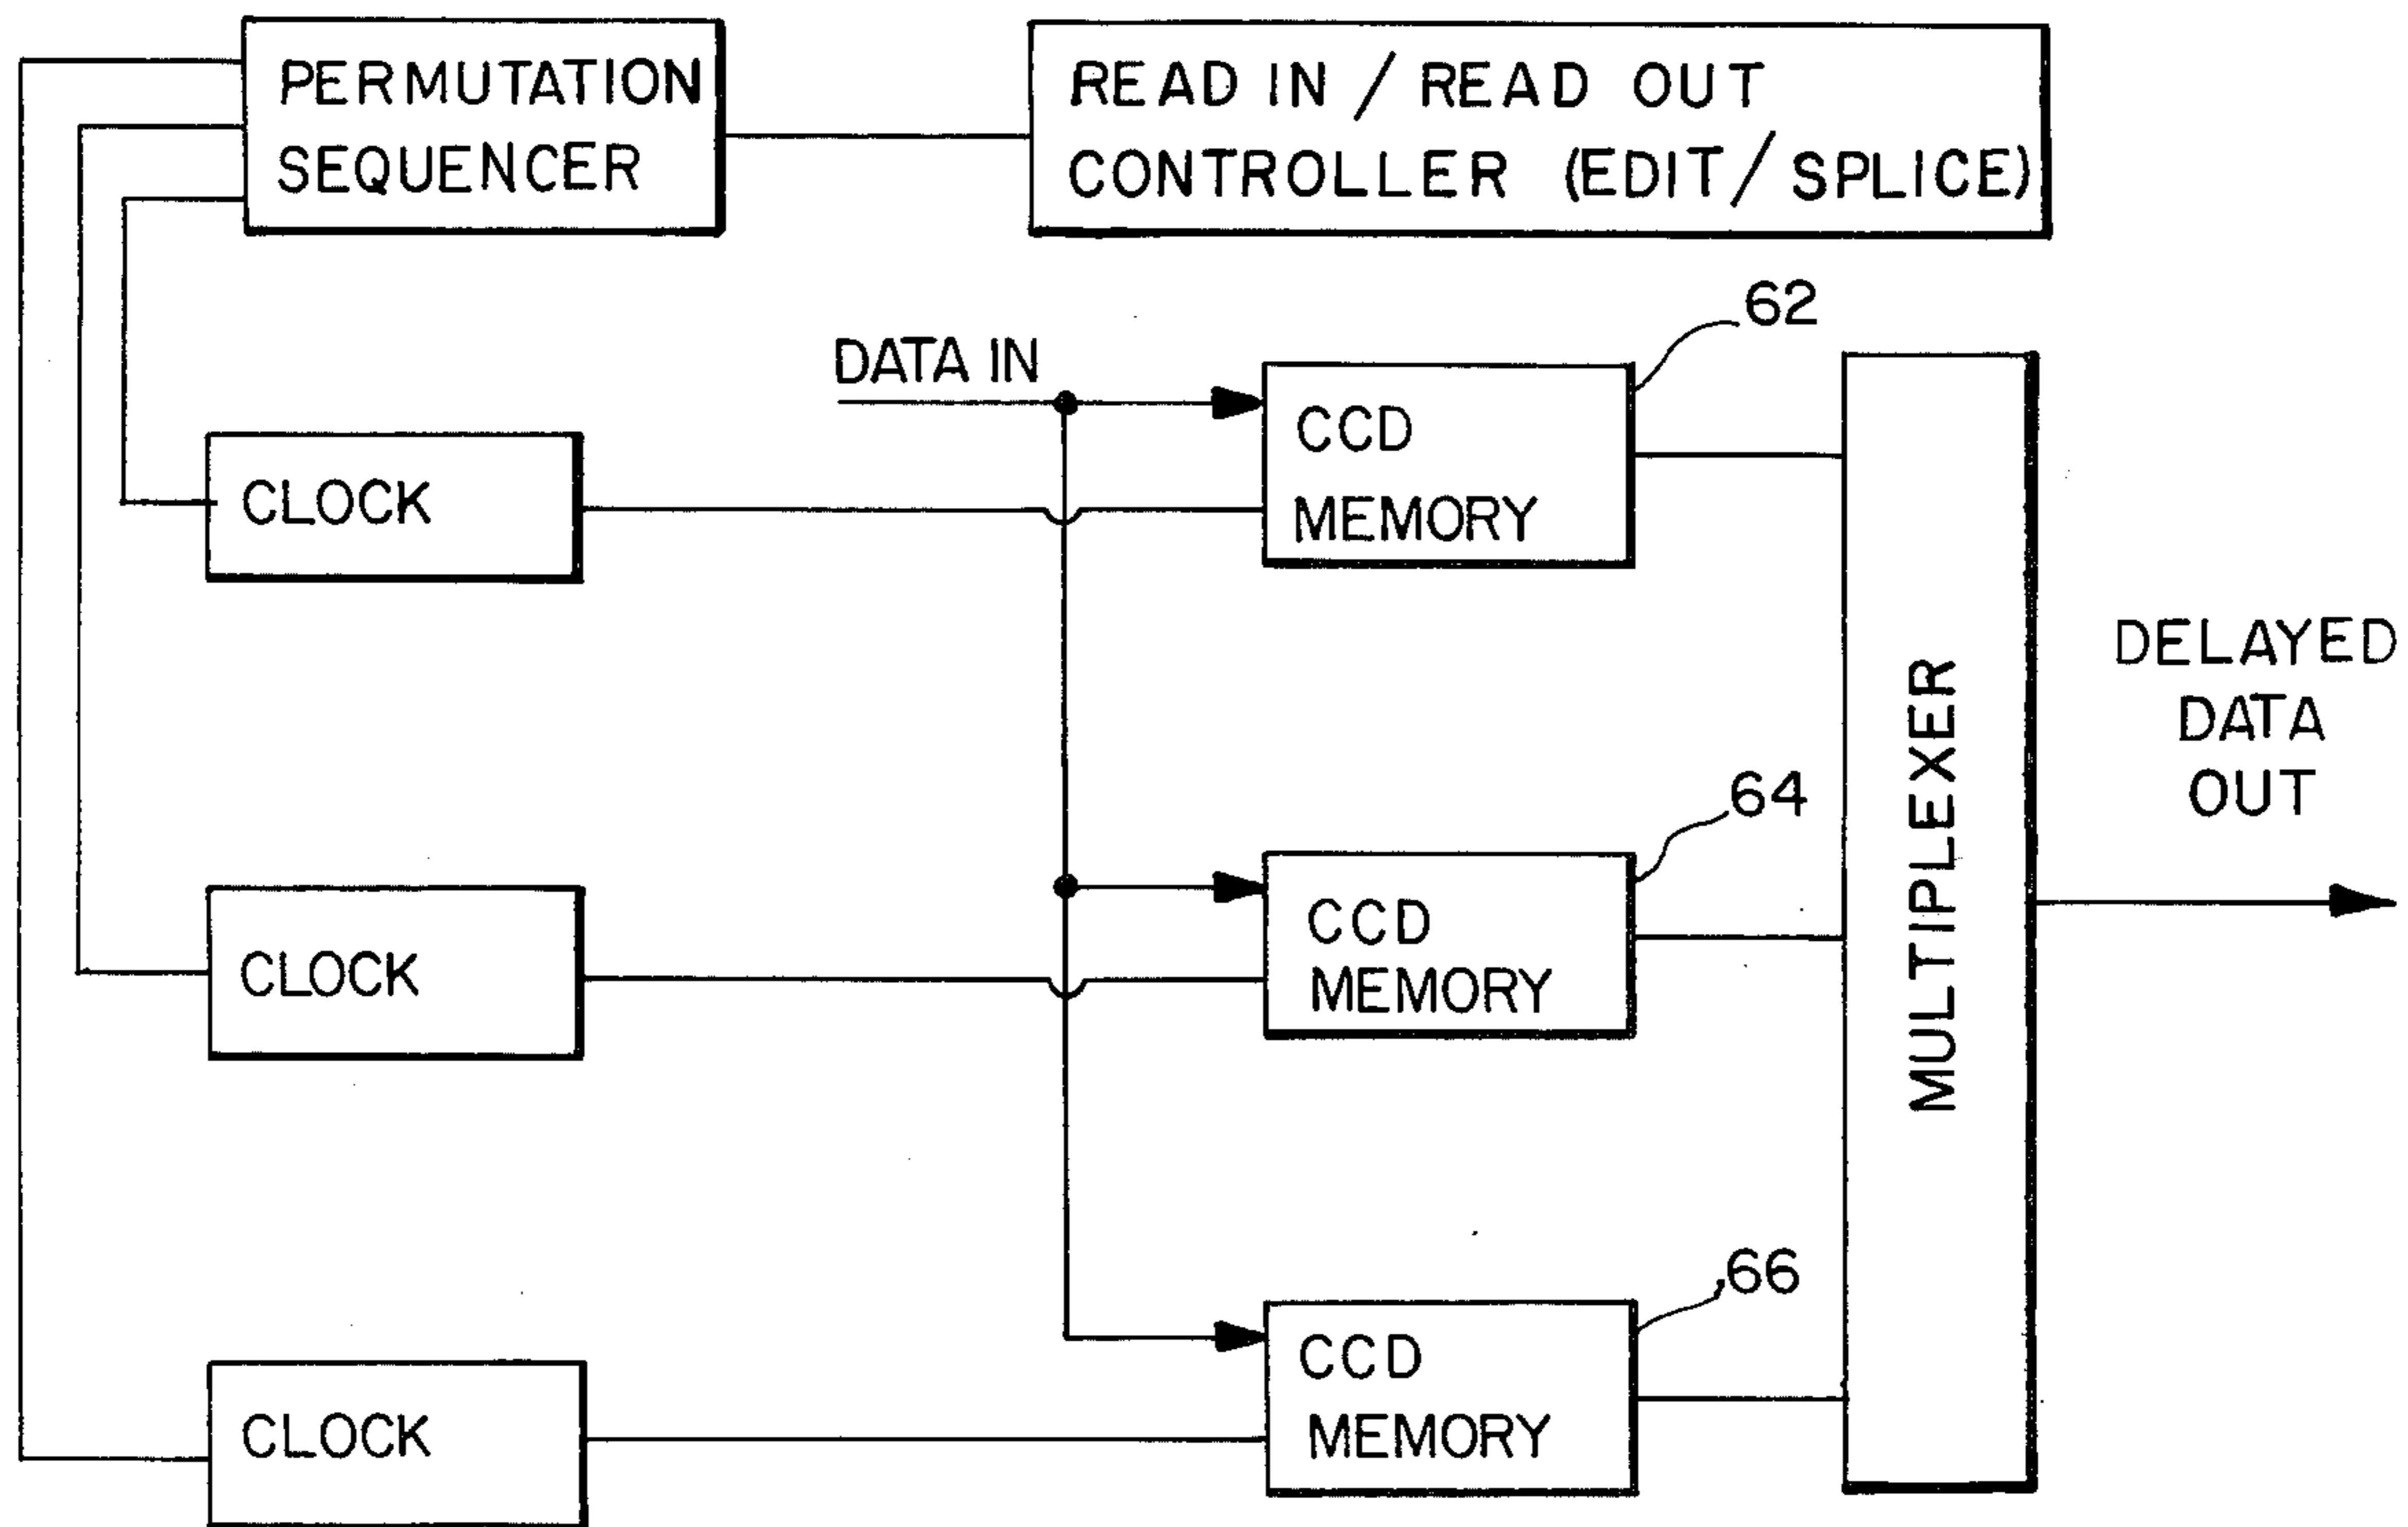 PERMUTATION
SEQUENCER
READ IN / READ OUT
CONTROLLER (EDIT / SPLICE)
DATA IN
62
CCD
MEMORY
CLOCK
DELAYED
DATA
OUT
MULTIPLEXER
64
CCD
MEMORY
CLOCK
66
CCD
MEMORY
CLOCK